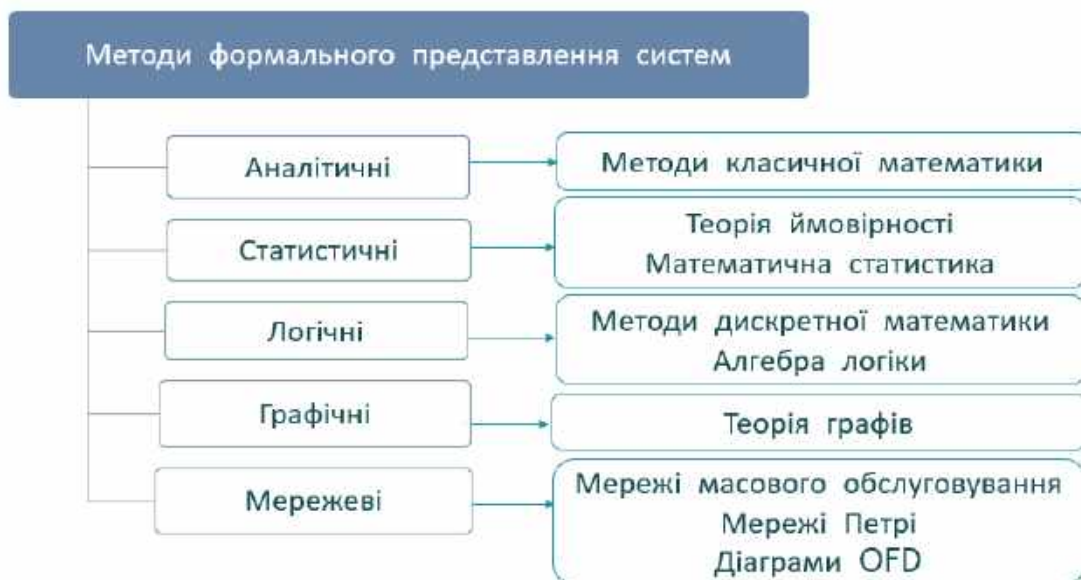 Методи формального представлення систем
Аналітичні
Методи класичної математики
Статистичні
Теорія ймовірності
Математична статистика
Логічні
Методи дискретної математики
Алгебра логіки
Графічні
Теорія графів
Мережеві
Мережі масового обслуговування
Мережі Петрі
Діаграми OFD